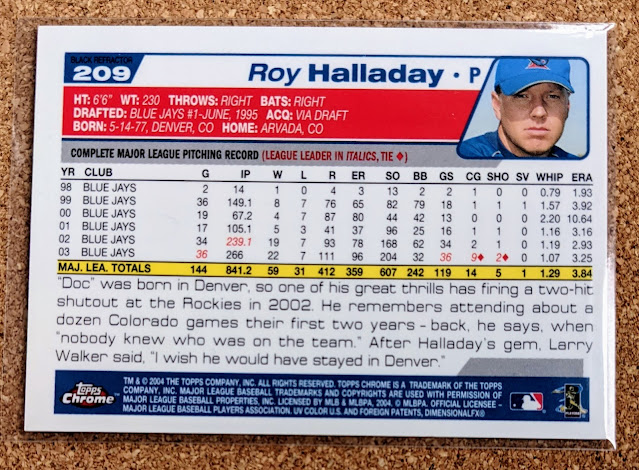 BLACK REFRACTOR
209
Roy Halladay • P
HT: 6'6" WT: 230 THROWS: RIGHT BATS: RIGHT
DRAFTED: BLUE JAYS #1-JUNE, 1995 ACQ: VIA DRAFT
BORN: 5-14-77, DENVER, CO HOME: ARVADA, CO
COMPLETE MAJOR LEAGUE PITCHING RECORD (LEAGUE LEADER IN ITALICS, TIE ♦)
YR CLUB G IP W L R ER SO BB GS CG SHO SV WHIP ERA
98 BLUE JAYS 2 14 1 0 4 3 13 2 2 1 0 0 0.79 1.93
99 BLUE JAYS 36 149.1 8 7 76 65 82 79 18 1 1 1 1.57 3.92
00 BLUE JAYS 19 67.2 4 7 87 80 44 42 13 0 0 0 2.20 10.64
01 BLUE JAYS 17 105.1 5 3 41 37 96 25 16 1 1 0 1.16 3.16
02 BLUE JAYS 34 239.1 19 7 93 78 168 62 34 2 1 0 1.19 2.93
03 BLUE JAYS 36 266 22 7 111 96 204 32 36 9♦ 2♦ 0 1.07 3.25
MAJ. LEA. TOTALS 144 841.2 59 31 412 359 607 242 119 14 5 1 1.29 3.84
"Doc" was born in Denver, so one of his great thrills has firing a two-hit
shutout at the Rockies in 2002. He remembers attending about a
dozen Colorado games their first two years - back, he says, when
"nobody knew who was on the team." After Halladay's gem, Larry
Walker said, "I wish he would have stayed in Denver."
Topps
Chrome
TM & © 2004 THE TOPPS COMPANY, INC. ALL RIGHTS RESERVED. TOPPS CHROME IS A TRADEMARK OF THE TOPPS
COMPANY, INC. MAJOR LEAGUE BASEBALL TRADEMARKS AND COPYRIGHTS ARE USED WITH PERMISSION OF
MAJOR LEAGUE BASEBALL PROPERTIES, INC. LICENSED BY MLB & MLBPA, 2004. © MLBPA. OFFICIAL LICENSEE -
MAJOR LEAGUE BASEBALL PLAYERS ASSOCIATION. UV COLOR U.S. AND FOREIGN PATENTS, DIMENSIONALFX®